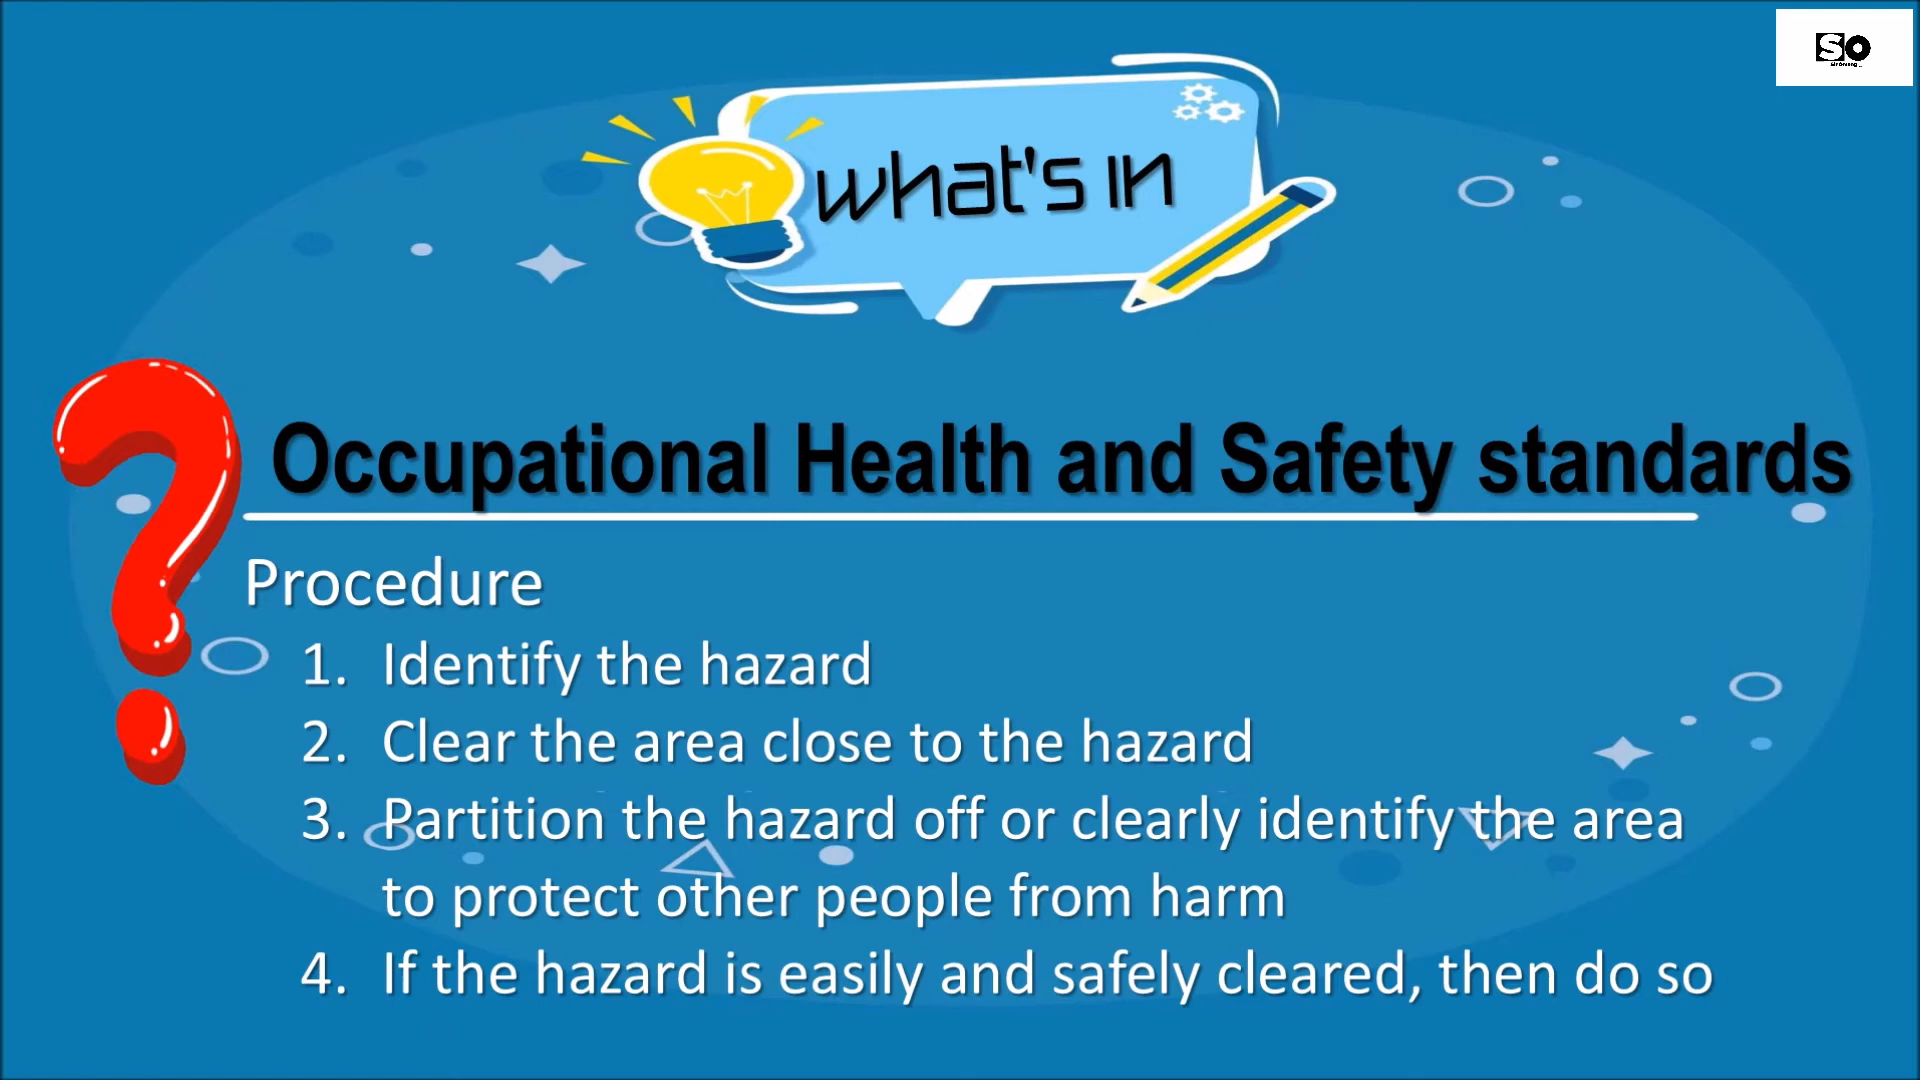 SO
what's in
Occupational Health and Safety standards
Procedure
1. Identify the hazard
2. Clear the area close to the hazard
3. Partition the hazard off or clearly identify the area
to protect other people from harm
4. If the hazard is easily and safely cleared, then do so